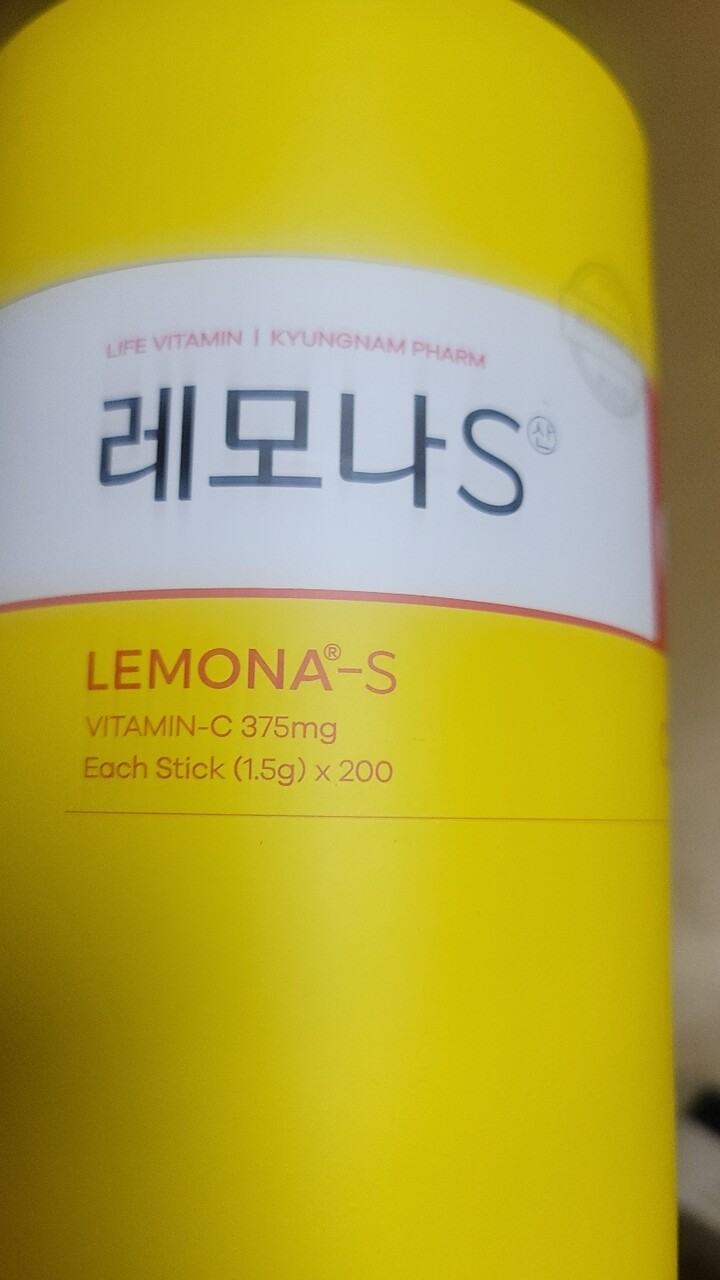 LIFE VITAMIN | KYUNGNAM PHARM
레모나S산
LEMONA®-S
VITAMIN-C 375mg
Each Stick (1.5g) x 200